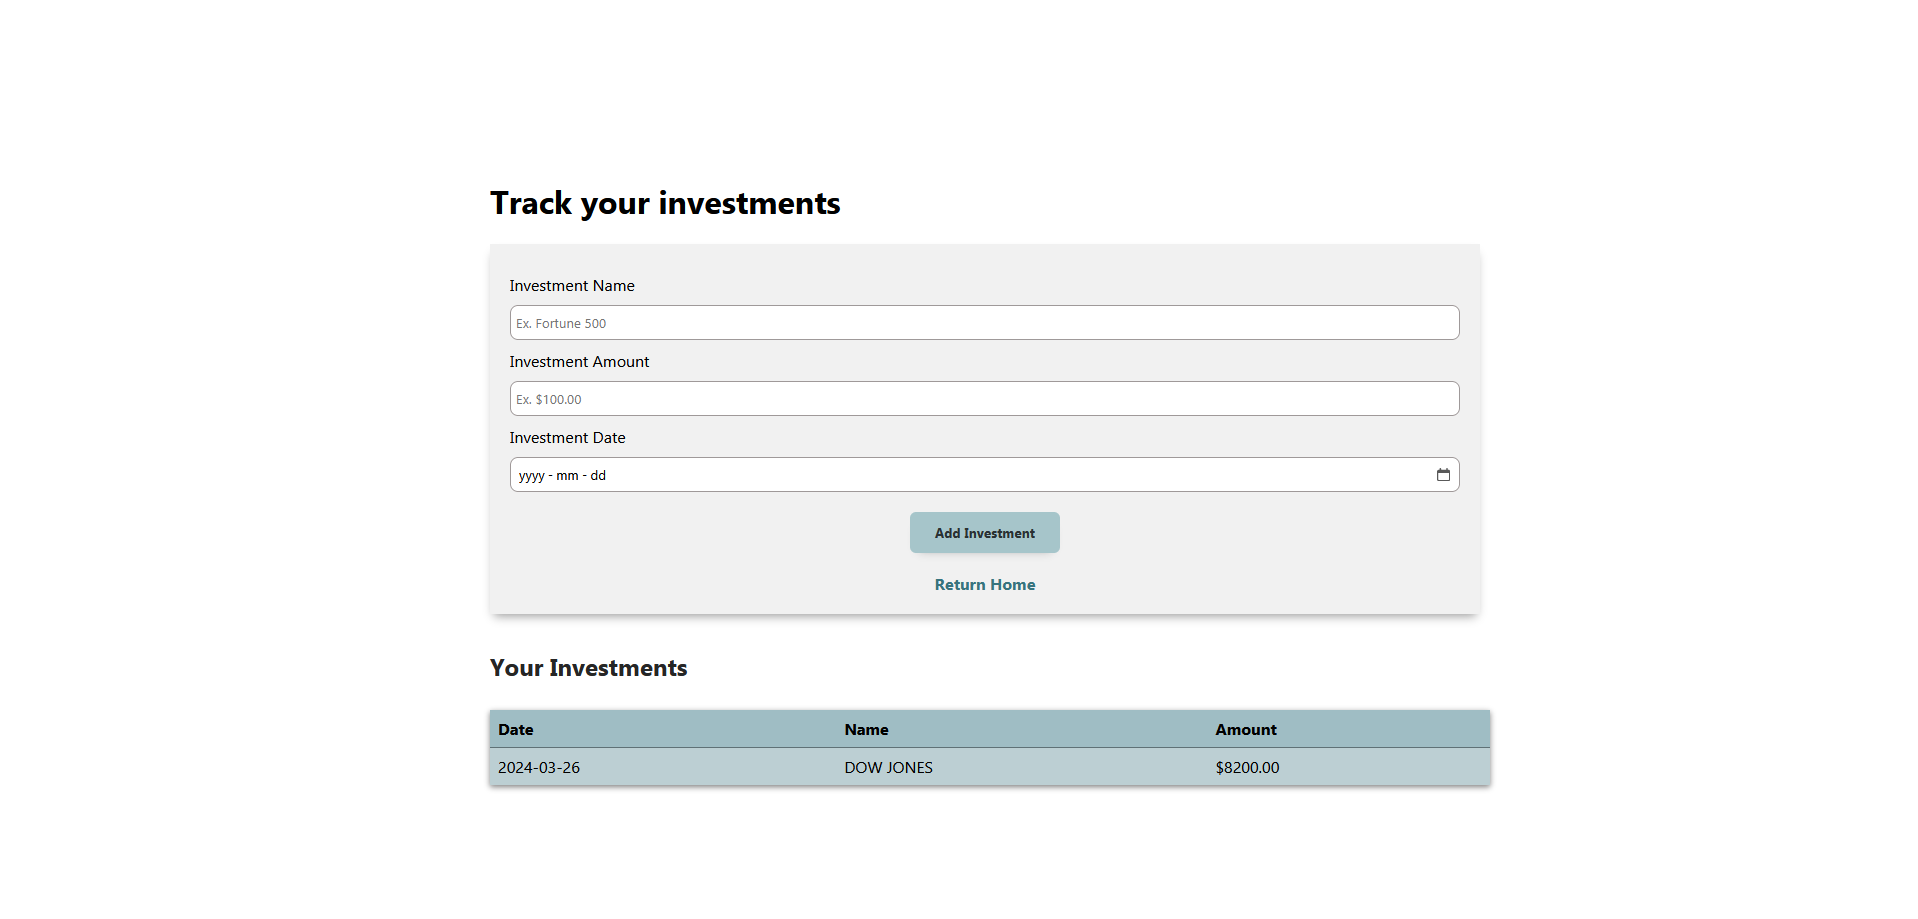 Track your investments
Investment Name
Ex. Fortune 500
Investment Amount
Ex. $100.00
Investment Date
yyyy - mm - dd
Add Investment
Return Home
Your Investments
Date Name Amount
2024-03-26 DOW JONES $8200.00